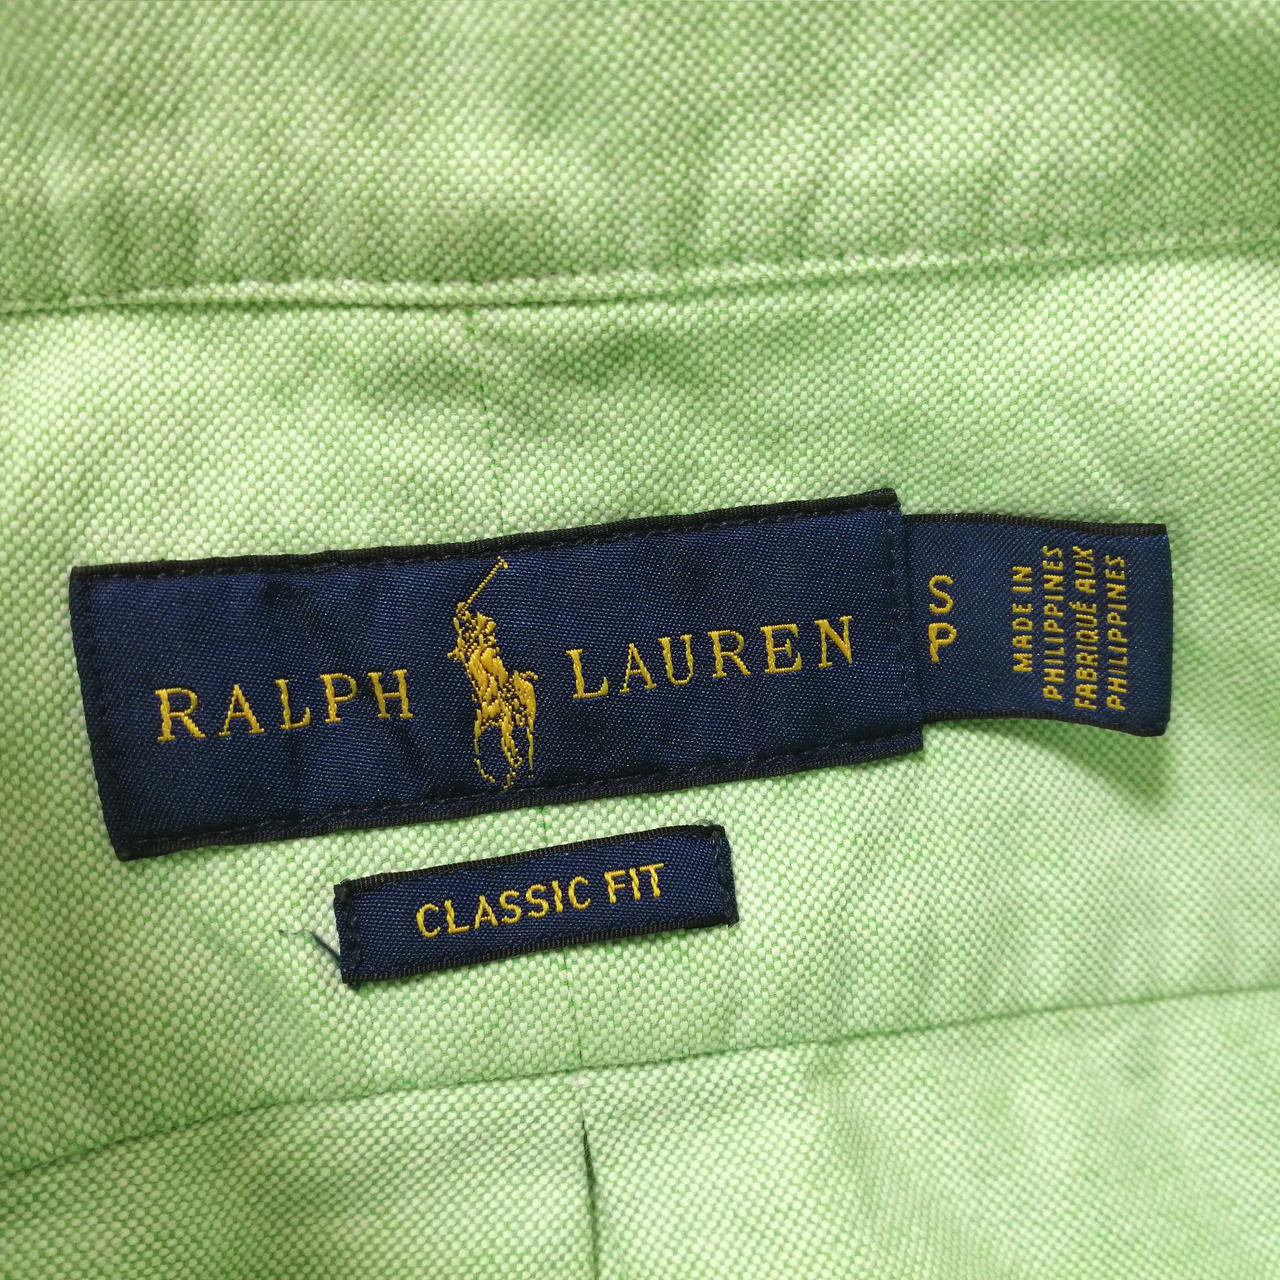 RALPH LAUREN
S
P
MADE IN
PHILIPPINES
FABRIQUÉ AUX
PHILIPPINES
CLASSIC FIT